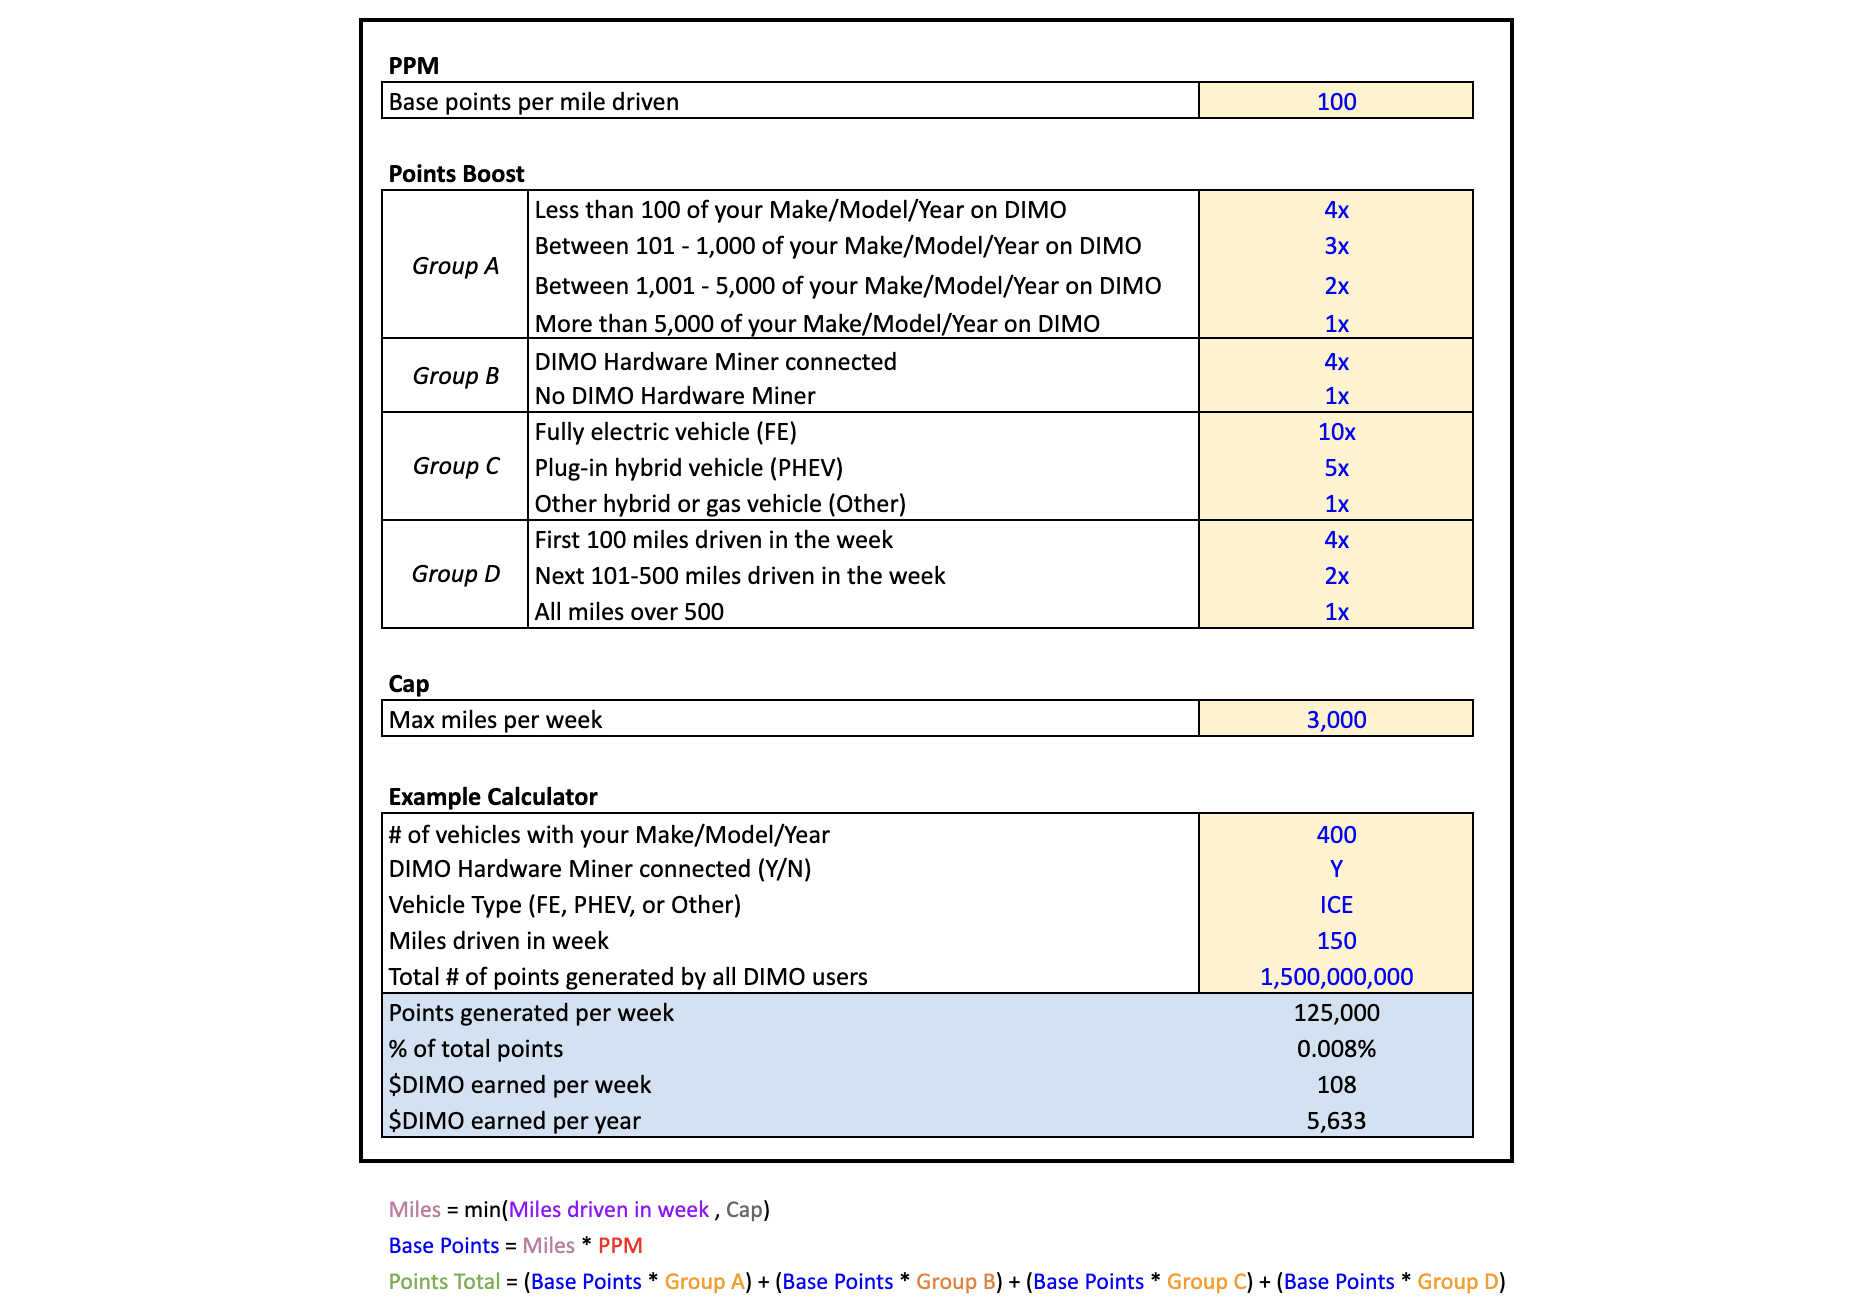 PPM
Base points per mile driven 100
Points Boost
Group A
Less than 100 of your Make/Model/Year on DIMO 4x
Between 101 - 1,000 of your Make/Model/Year on DIMO 3x
Between 1,001 - 5,000 of your Make/Model/Year on DIMO 2x
More than 5,000 of your Make/Model/Year on DIMO 1x
Group B
DIMO Hardware Miner connected 4x
No DIMO Hardware Miner 1x
Group C
Fully electric vehicle (FE) 10x
Plug-in hybrid vehicle (PHEV) 5x
Other hybrid or gas vehicle (Other) 1x
Group D
First 100 miles driven in the week 4x
Next 101-500 miles driven in the week 2x
All miles over 500 1x
Cap
Max miles per week 3,000
Example Calculator
# of vehicles with your Make/Model/Year 400
DIMO Hardware Miner connected (Y/N) Y
Vehicle Type (FE, PHEV, or Other) ICE
Miles driven in week 150
Total # of points generated by all DIMO users 1,500,000,000
Points generated per week 125,000
% of total points 0.008%
$DIMO earned per week 108
$DIMO earned per year 5,633
Miles = min(Miles driven in week , Cap)
Base Points = Miles * PPM
Points Total = (Base Points * Group A) + (Base Points * Group B) + (Base Points * Group C) + (Base Points * Group D)